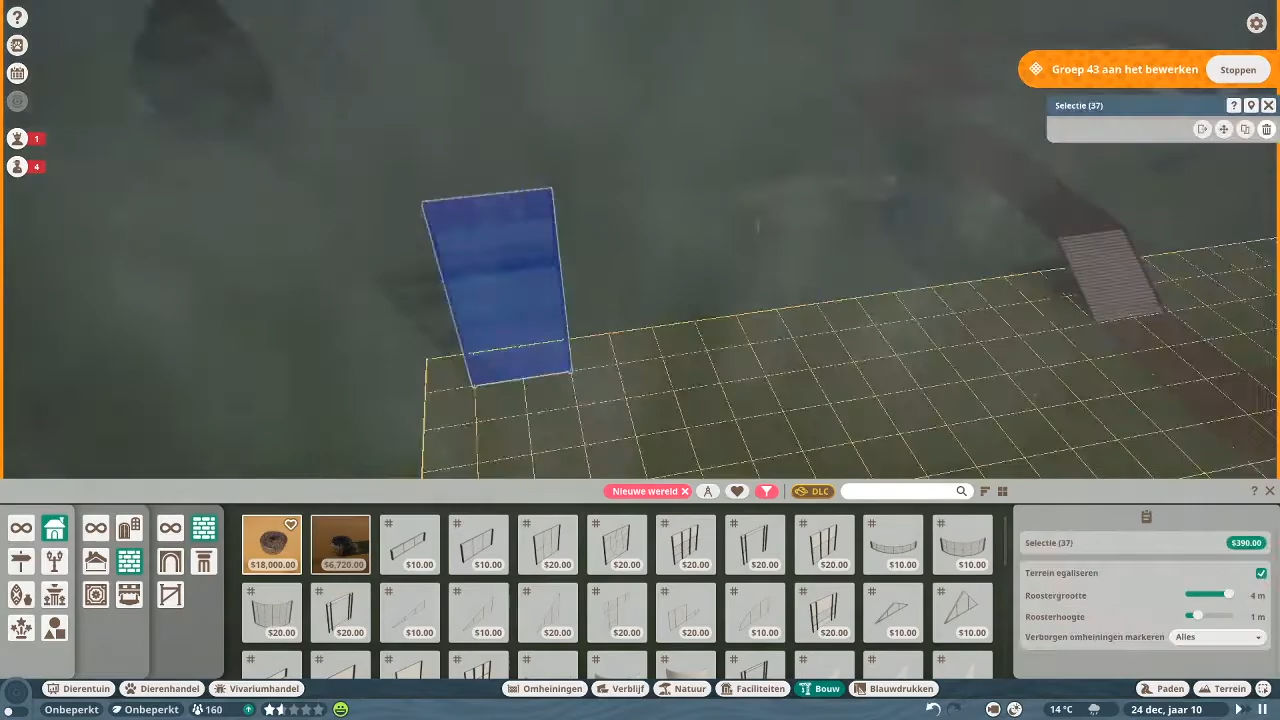 ?
Groep 43 aan het bewerken
Stoppen
Selectie (37)
?
1
4
Nieuwe wereld ×
DLC
?
$18,000.00
$6,720.00
$10.00
$10.00
$20.00
$20.00
$20.00
$20.00
$20.00
$10.00
$10.00
$20.00
$20.00
$10.00
$10.00
$20.00
$20.00
$10.00
$20.00
$10.00
$10.00
Selectie (37)
$390.00
Terrein egaliseren
Roostergrootte
4 m
Roosterhoogte
1 m
Verborgen omheiningen markeren
Alles
Dierentuin
Dierenhandel
Vivariumhandel
Omheiningen
Verblijf
Natuur
Faciliteiten
Bouw
Blauwdrukken
Paden
Terrein
Onbeperkt
Onbeperkt
160
14 °C
24 dec, jaar 10